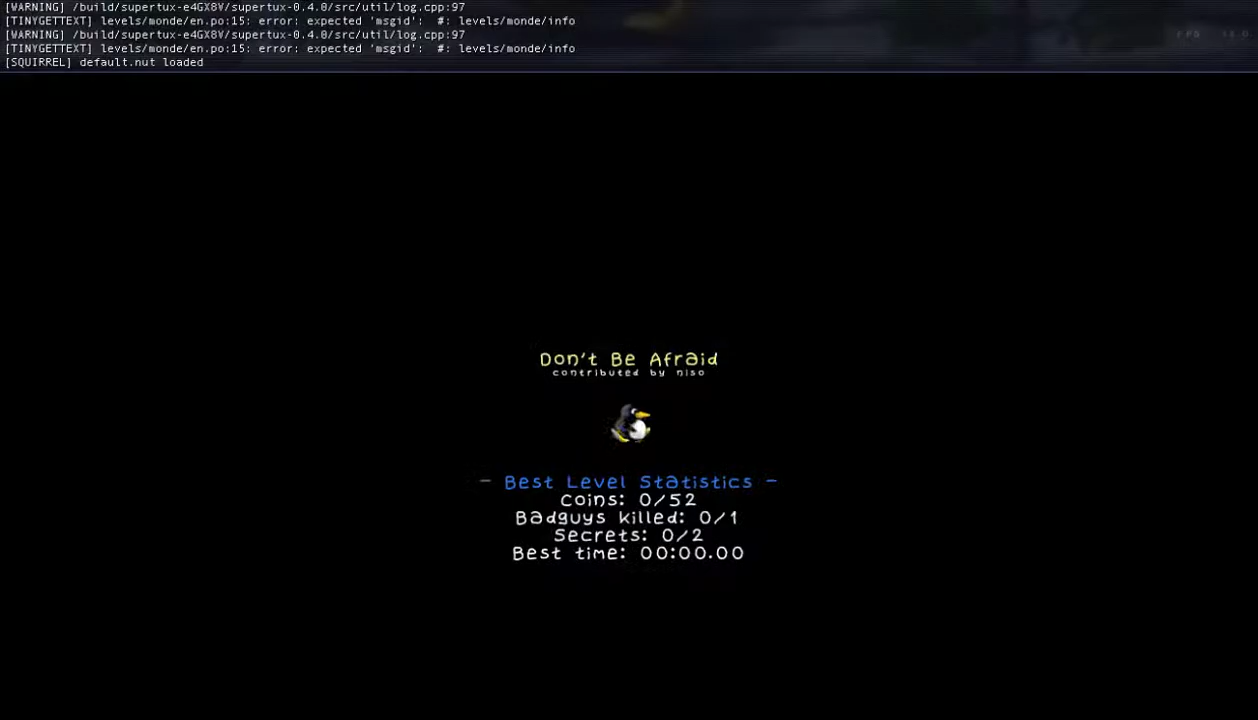 [WARNING] /build/supertux-e4GX8V/supertux-0.4.0/src/util/log.cpp:97
[TINYGETTEXT] levels/monde/en.po:15: error: expected 'msgid':  #: levels/monde/info
[WARNING] /build/supertux-e4GX8V/supertux-0.4.0/src/util/log.cpp:97
[TINYGETTEXT] levels/monde/en.po:15: error: expected 'msgid':  #: levels/monde/info
[SQUIRREL] default.nut loaded
FPS
Don't Be Afraid
contributed by niso
- Best Level Statistics -
Coins: 0/52
Badguys killed: 0/1
Secrets: 0/2
Best time: 00:00.00